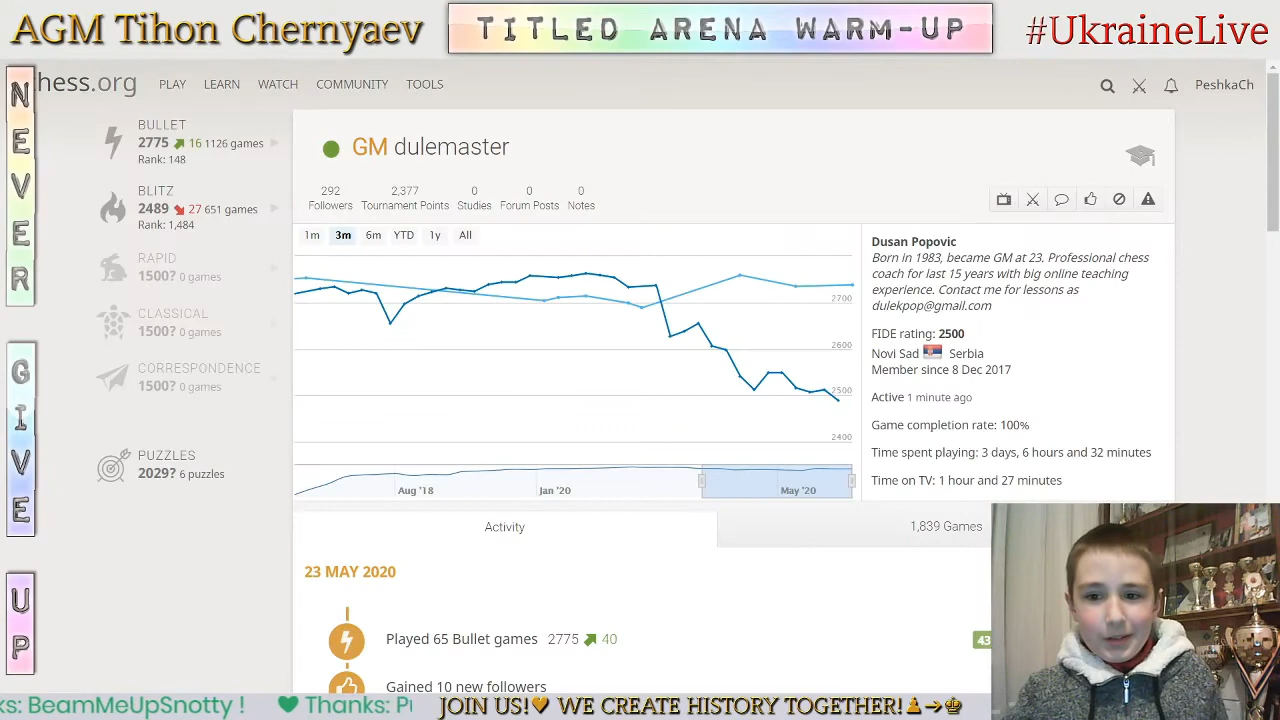 AGM Tihon Chernyaev
TITLED ARENA WARM-UP
#UkraineLive
NEVER
GIVE
UP
hess.org
PLAY
LEARN
WATCH
COMMUNITY
TOOLS
PeshkaCh
BULLET
2775 16 1126 games
Rank: 148
BLITZ
2489 27 651 games
Rank: 1,484
RAPID
1500? 0 games
CLASSICAL
1500? 0 games
CORRESPONDENCE
1500? 0 games
PUZZLES
2029? 6 puzzles
GM dulemaster
292 Followers
2,377 Tournament Points
0 Studies
0 Forum Posts
0 Notes
1m 3m 6m YTD 1y All
2700
2600
2500
2400
Aug '18
Jan '20
May '20
Dusan Popovic
Born in 1983, became GM at 23. Professional chess
coach for last 15 years with big online teaching
experience. Contact me for lessons as
dulekpop@gmail.com
FIDE rating: 2500
Novi Sad Serbia
Member since 8 Dec 2017
Active 1 minute ago
Game completion rate: 100%
Time spent playing: 3 days, 6 hours and 32 minutes
Time on TV: 1 hour and 27 minutes
Activity
1,839 Games
23 MAY 2020
Played 65 Bullet games 2775 40
43
Gained 10 new followers
ks: BeamMeUpSnotty !
Thanks:
JOIN US! WE CREATE HISTORY TOGETHER!